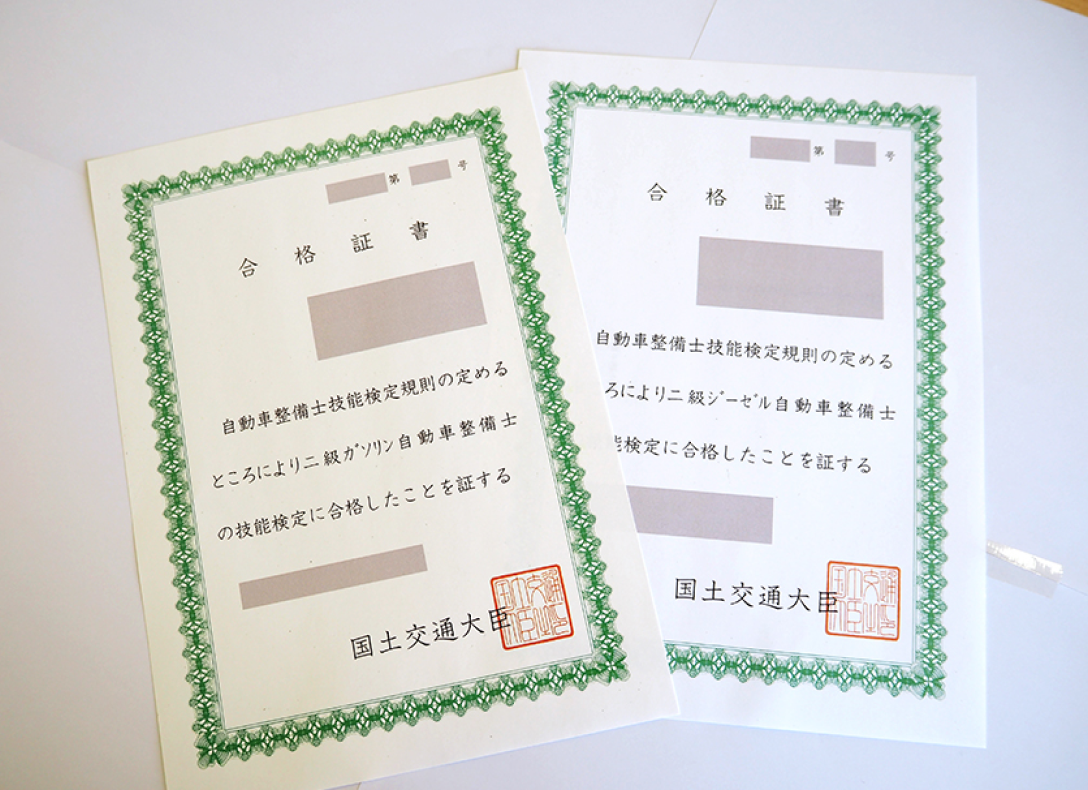 第 号
合格証書
自動車整備士技能検定規則の定める
ところにより二級ガソリン自動車整備士
の技能検定に合格したことを証する
国土交通大臣
第 号
合格証書
自動車整備士技能検定規則の定める
ろにより二級ジーゼル自動車整備士
能検定に合格したことを証する
国土交通大臣